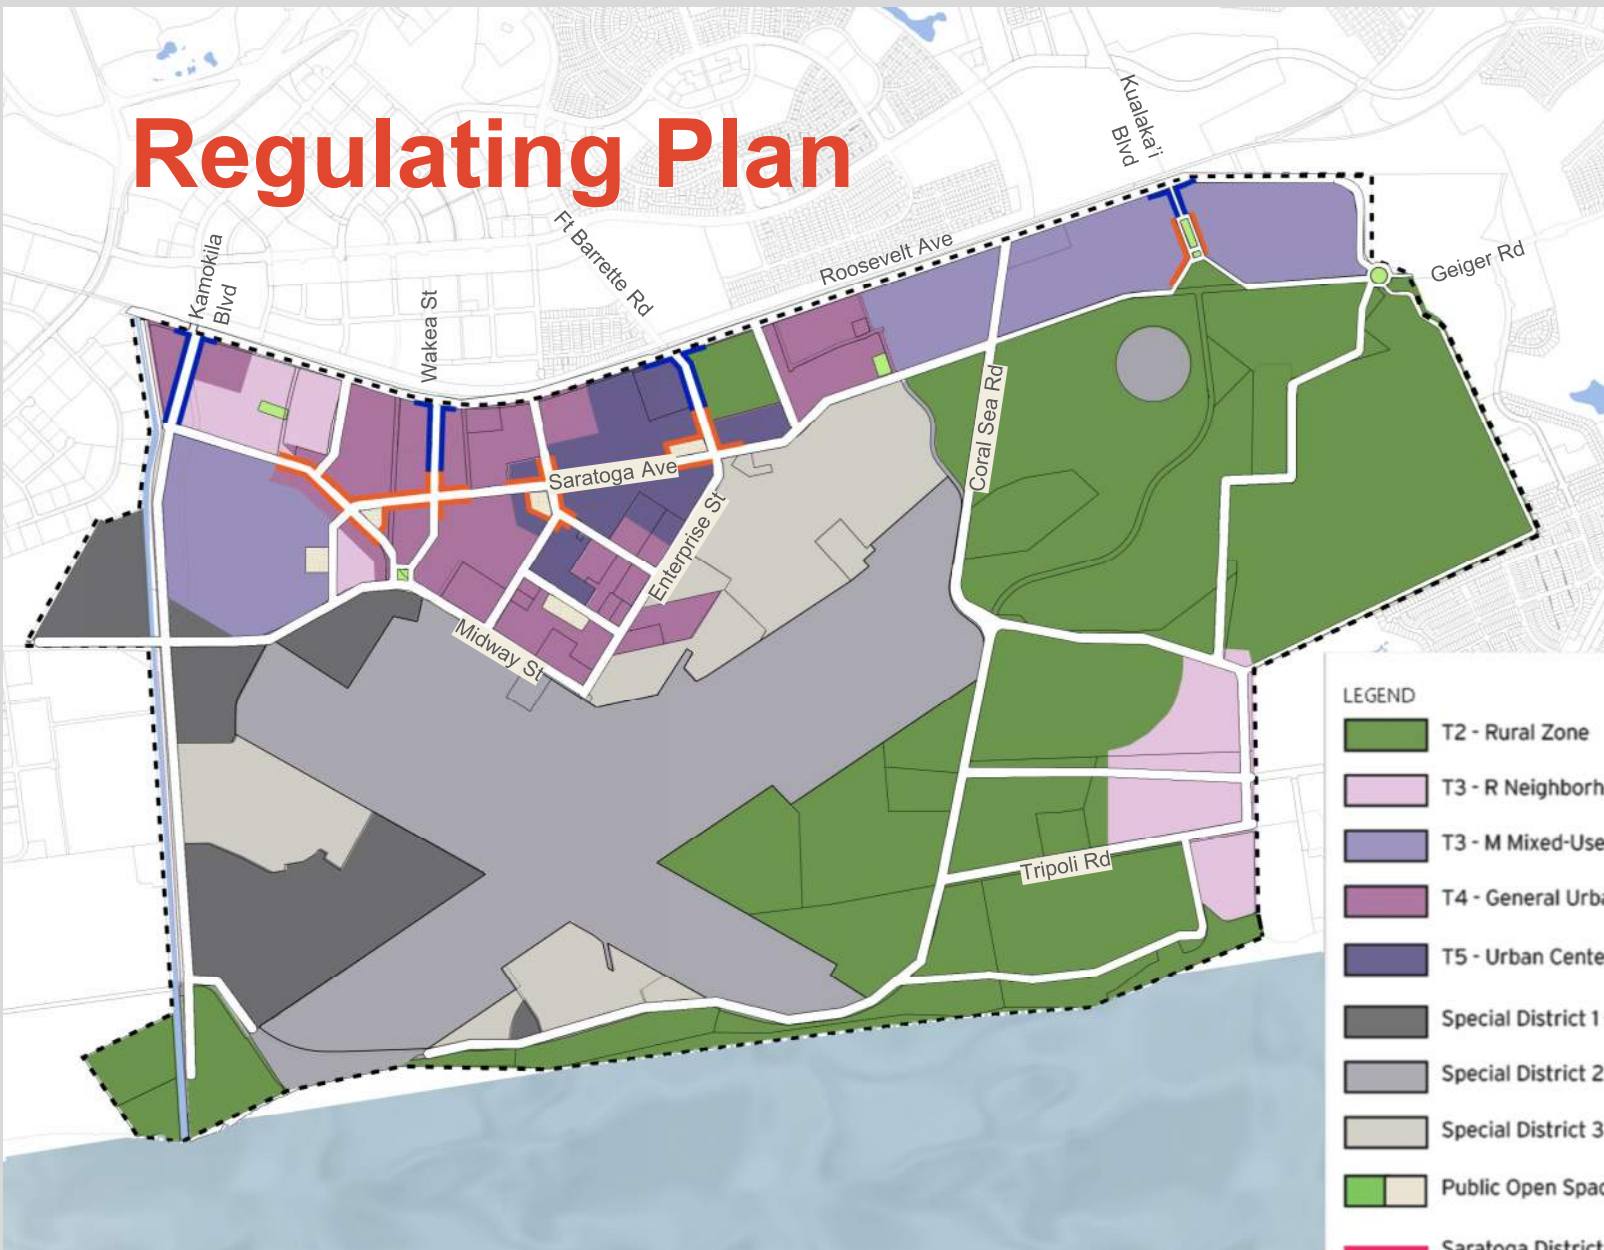 Regulating Plan
Kamokila
Blvd
Wakea St
Ft Barrette Rd
Roosevelt Ave
Kualaka'i
Blvd
Geiger Rd
Coral Sea Rd
Saratoga Ave
Enterprise St
Midway St
Tripoli Rd
LEGEND
T2 - Rural Zone
T3 - R Neighborh
T3 - M Mixed-Use
T4 - General Urba
T5 - Urban Cente
Special District 1
Special District 2
Special District 3
Public Open Spac
Saratoga District